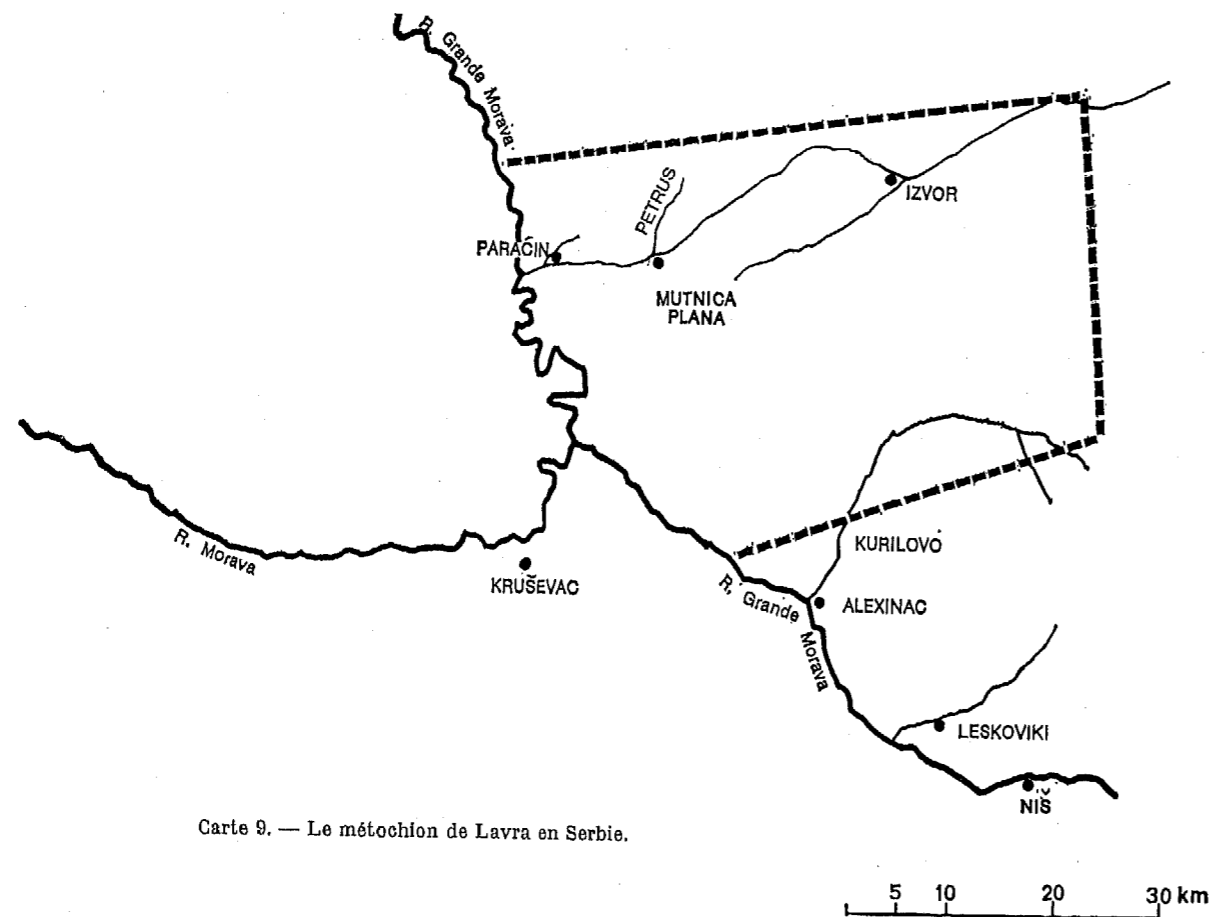 R. Grande Morava
PETRUS
IZVOR
PARAČIN
MUTNICA
PLANA
R. Morava
KRUŠEVAC
KURILOVO
R. Grande Morava
ALEXINAC
LESKOVIKI
NIŠ
Carte 9. — Le métochion de Lavra en Serbie.
5 10 20 30 km